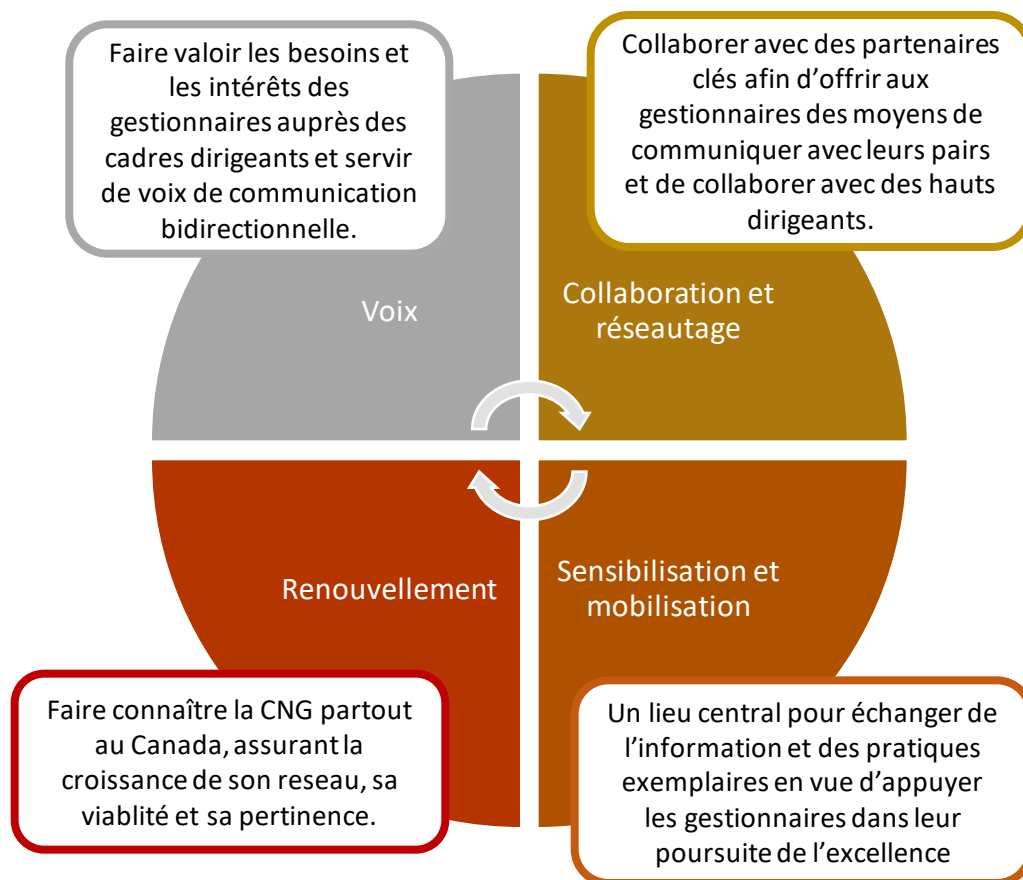 Faire valoir les besoins et
les intérêts des
gestionnaires auprès des
cadres dirigeants et servir
de voix de communication
bidirectionnelle.
Collaborer avec des partenaires
clés afin d’offrir aux
gestionnaires des moyens de
communiquer avec leurs pairs
et de collaborer avec des hauts
dirigeants.
Voix
Collaboration et
réseautage
Renouvellement
Sensibilisation et
mobilisation
Faire connaître la CNG partout
au Canada, assurant la
croissance de son reseau, sa
viablité et sa pertinence.
Un lieu central pour échanger de
l’information et des pratiques
exemplaires en vue d’appuyer
les gestionnaires dans leur
poursuite de l’excellence